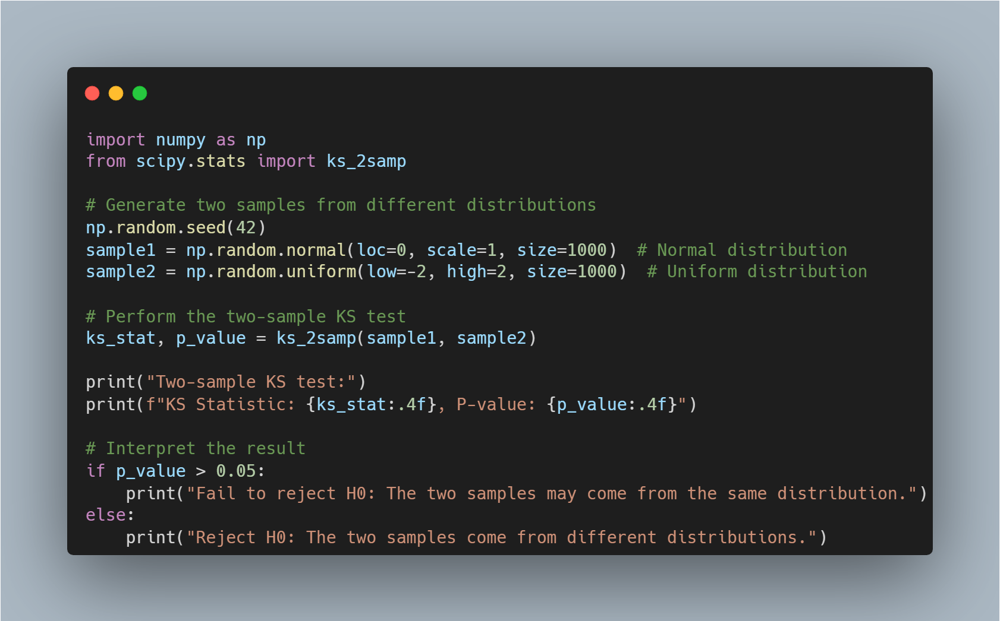 import numpy as np
from scipy.stats import ks_2samp

# Generate two samples from different distributions
np.random.seed(42)
sample1 = np.random.normal(loc=0, scale=1, size=1000)  # Normal distribution
sample2 = np.random.uniform(low=-2, high=2, size=1000)  # Uniform distribution

# Perform the two-sample KS test
ks_stat, p_value = ks_2samp(sample1, sample2)

print("Two-sample KS test:")
print(f"KS Statistic: {ks_stat:.4f}, P-value: {p_value:.4f}")

# Interpret the result
if p_value > 0.05:
    print("Fail to reject H0: The two samples may come from the same distribution.")
else:
    print("Reject H0: The two samples come from different distributions.")